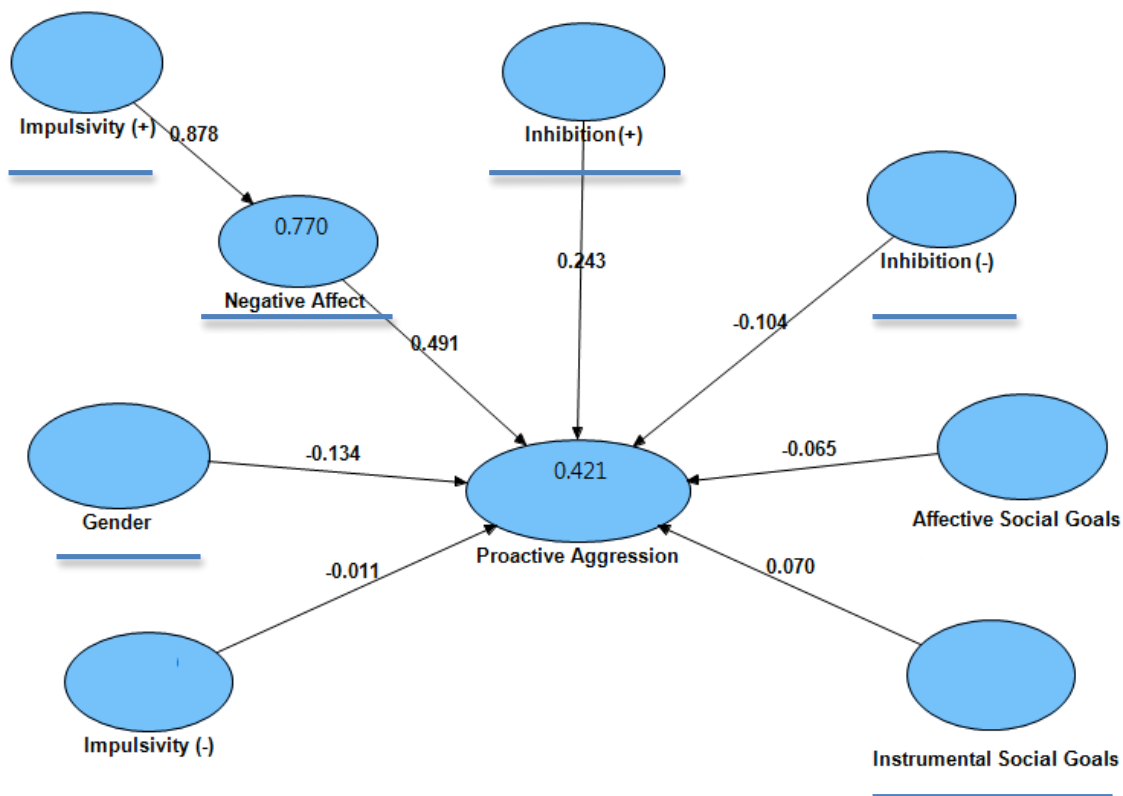 Impulsivity (+)
0.878
Inhibition (+)
0.770
Negative Affect
0.243
Inhibition (-)
-0.104
0.491
-0.134
Gender
0.421
Proactive Aggression
-0.065
Affective Social Goals
-0.011
0.070
Impulsivity (-)
Instrumental Social Goals